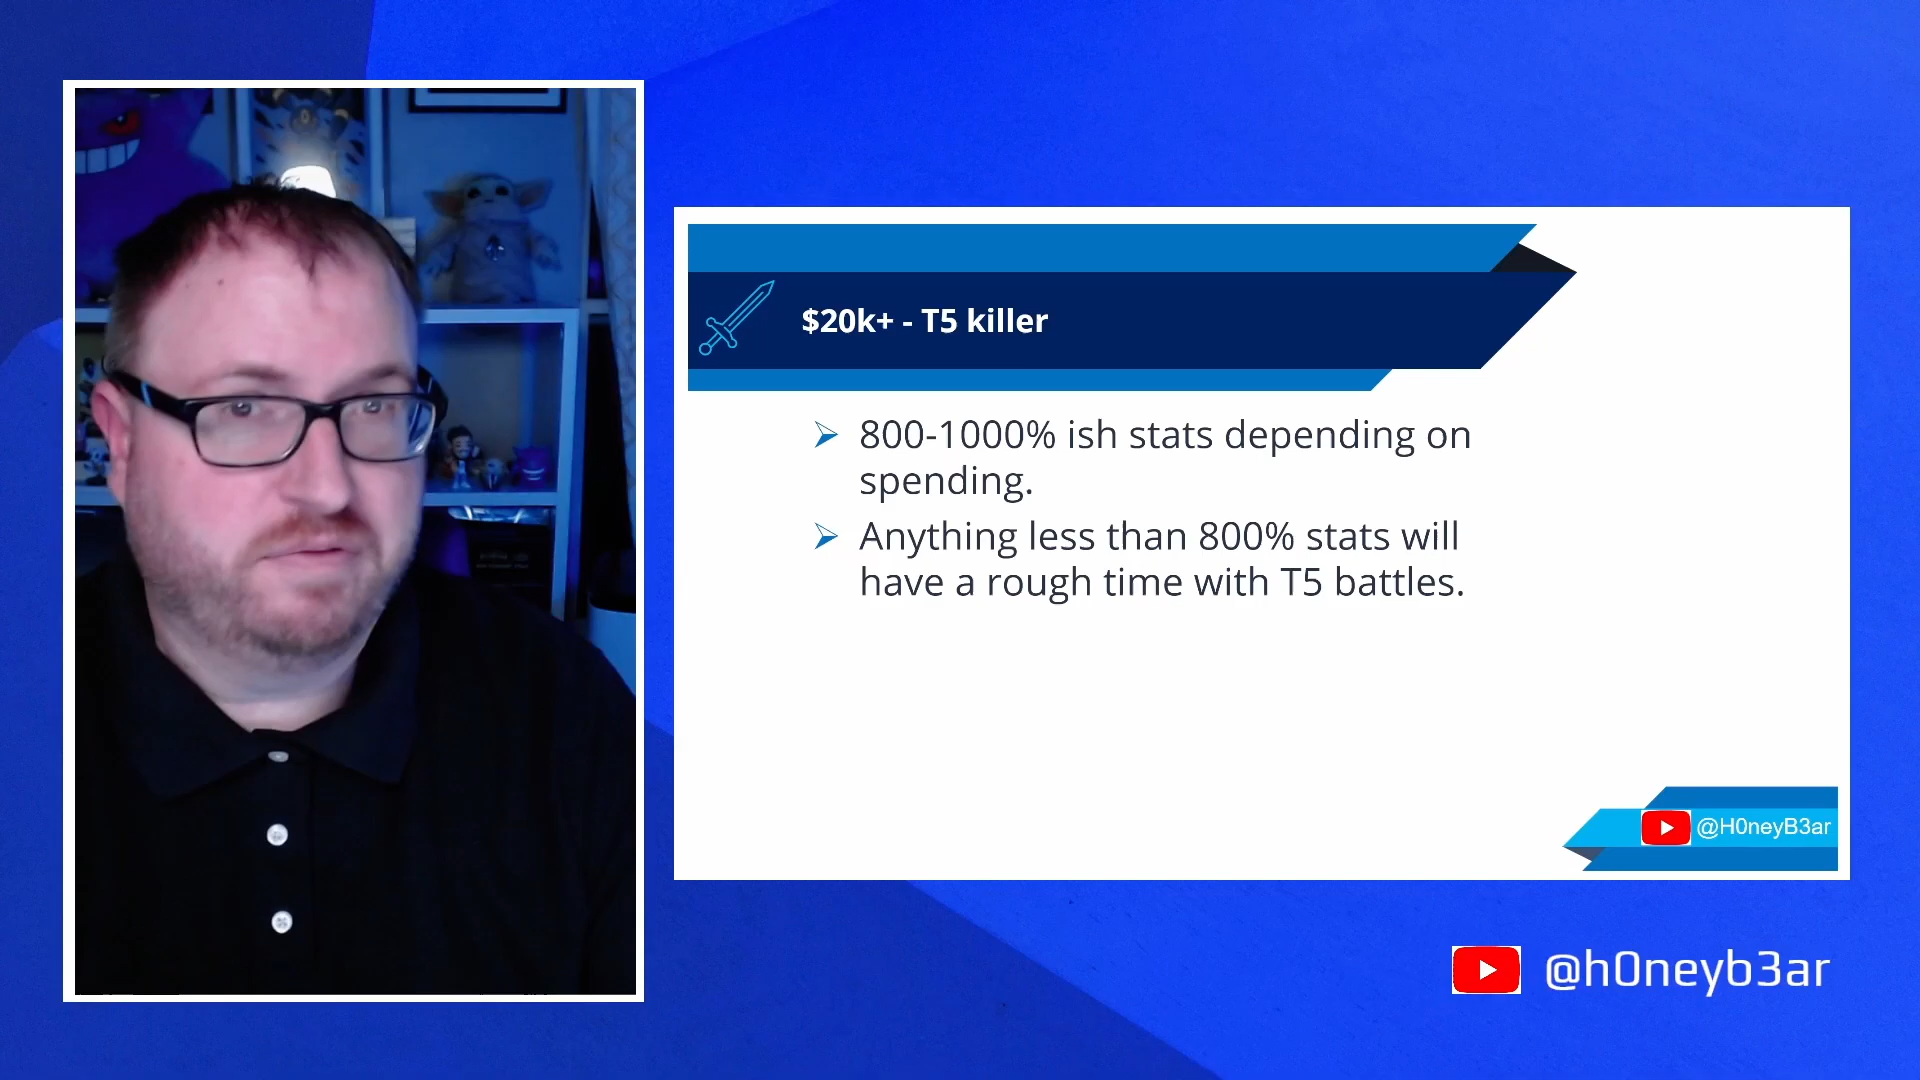 $20k+ - T5 killer
800-1000% ish stats depending on
spending.
Anything less than 800% stats will
have a rough time with T5 battles.
@H0neyB3ar
@h0neyb3ar